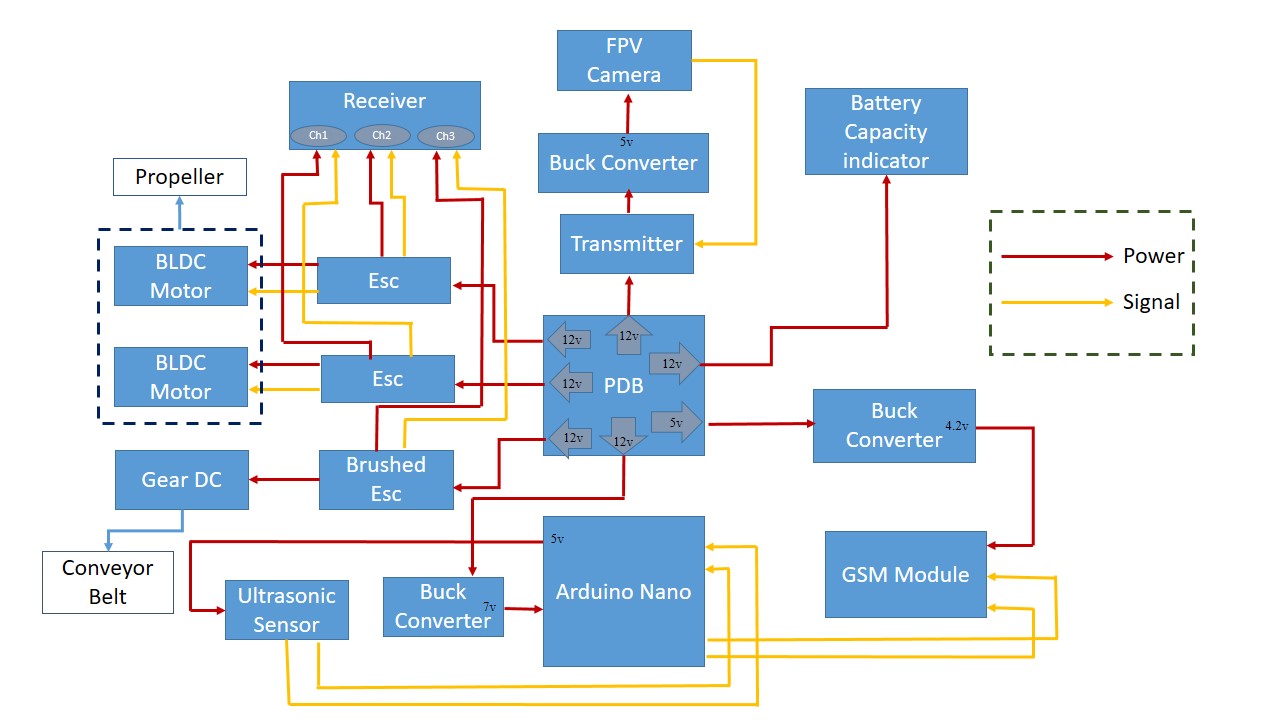 FPV
Camera
Receiver
Ch1
Ch2
Ch3
Battery
Capacity
indicator
5v
Buck Converter
Propeller
Transmitter
BLDC
Motor
Esc
Power
Signal
12v
12v
12v
BLDC
Motor
Esc
12v
PDB
5v
12v
12v
Buck
Converter
4.2v
Gear DC
Brushed
Esc
5v
Conveyor
Belt
Ultrasonic
Sensor
Buck
Converter
7v
Arduino Nano
GSM Module